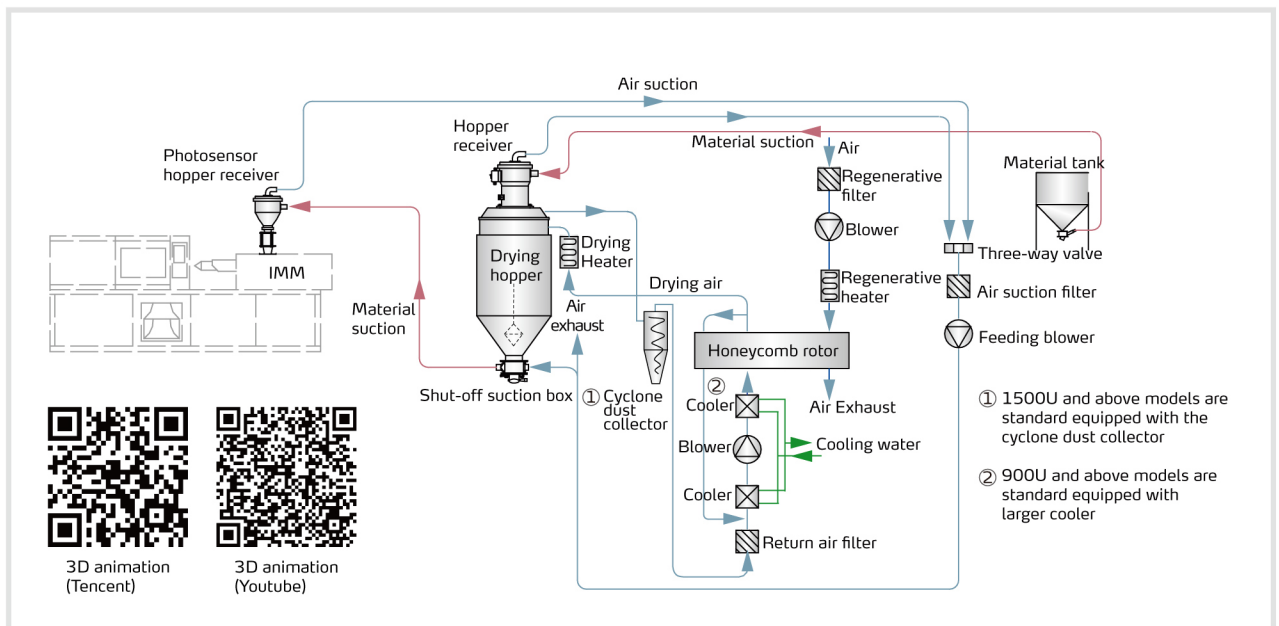 Air suction
Hopper
receiver
Material suction
Air
Photosensor
hopper receiver
Regenerative
filter
Material tank
Blower
Drying
Heater
Drying
hopper
Three-way valve
IMM
Regenerative
heater
Drying air
Air suction filter
Material
suction
Air
exhaust
Feeding blower
Honeycomb rotor
Shut-off suction box
① Cyclone
dust
collector
②
Cooler
Air Exhaust
Blower
Cooling water
Cooler
Return air filter
① 1500U and above models are
standard equipped with the
cyclone dust collector
② 900U and above models are
standard equipped with
larger cooler
3D animation
(Tencent)
3D animation
(Youtube)